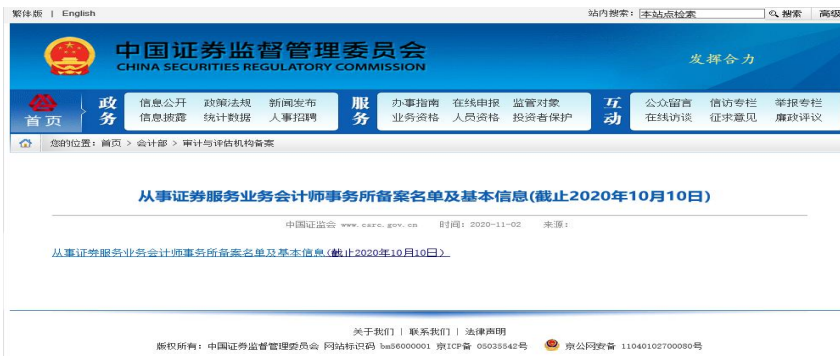 繁体版 | English 站内搜索: 本站点检索 搜索 高级
中国证券监督管理委员会
CHINA SECURITIES REGULATORY COMMISSION
发挥合力
首页 政务 信息公开 政策法规 新闻发布 服务 办事指南 在线申报 监管对象 互动 公众留言 信访专栏 举报专栏
信息披露 统计数据 人事招聘 业务资格 人员资格 投资者保护 在线访谈 征求意见 廉政评议
您的位置: 首页 > 会计部 > 审计与评估机构备案
从事证券服务业务会计师事务所备案名单及基本信息(截止2020年10月10日)
中国证监会 www.csrc.gov.cn 时间: 2020-11-02 来源:
从事证券服务业务会计师事务所备案名单及基本信息(截止2020年10月10日)
关于我们 | 联系我们 | 法律声明
版权所有: 中国证券监督管理委员会 网站标识码 bm56000001 京ICP备 05035542号 京公网安备 11040102700080号